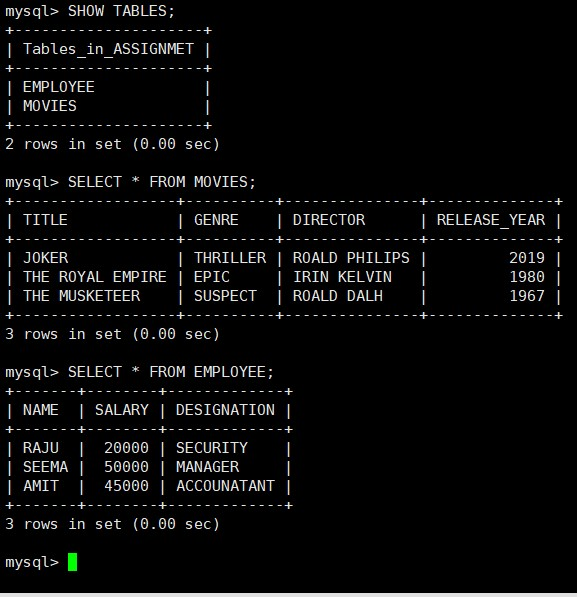 mysql> SHOW TABLES;
+---------------------+
| Tables_in_ASSIGNMET |
+---------------------+
| EMPLOYEE            |
| MOVIES              |
+---------------------+
2 rows in set (0.00 sec)

mysql> SELECT * FROM MOVIES;
+------------------+----------+---------------+--------------+
| TITLE            | GENRE    | DIRECTOR      | RELEASE_YEAR |
+------------------+----------+---------------+--------------+
| JOKER            | THRILLER | ROALD PHILIPS |         2019 |
| THE ROYAL EMPIRE | EPIC     | IRIN KELVIN   |         1980 |
| THE MUSKETEER    | SUSPECT  | ROALD DALH    |         1967 |
+------------------+----------+---------------+--------------+
3 rows in set (0.00 sec)

mysql> SELECT * FROM EMPLOYEE;
+-------+--------+-------------+
| NAME  | SALARY | DESIGNATION |
+-------+--------+-------------+
| RAJU  |  20000 | SECURITY    |
| SEEMA |  50000 | MANAGER     |
| AMIT  |  45000 | ACCOUNATANT |
+-------+--------+-------------+
3 rows in set (0.00 sec)

mysql>